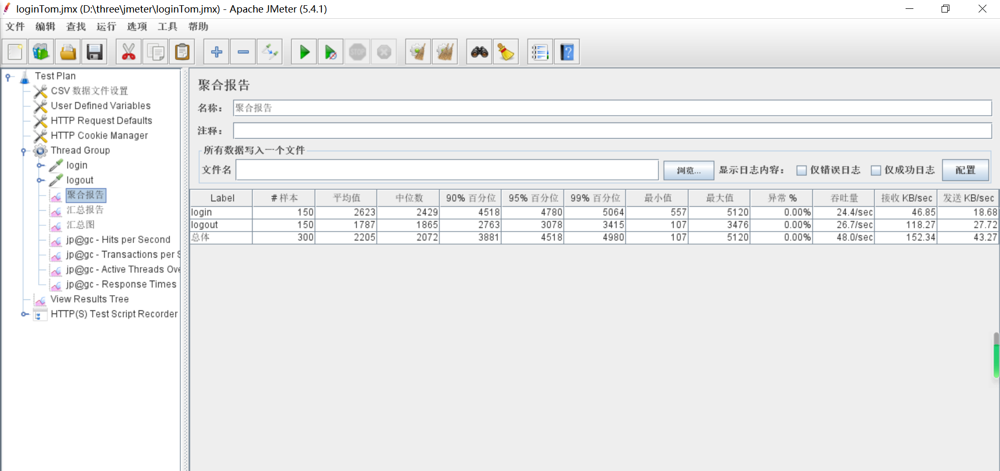 loginTom.jmx (D:\three\jmeter\loginTom.jmx) - Apache JMeter (5.4.1)
文件 编辑 查找 运行 选项 工具 帮助
STOP
Test Plan
CSV 数据文件设置
User Defined Variables
HTTP Request Defaults
HTTP Cookie Manager
Thread Group
login
logout
聚合报告
汇总报告
汇总图
jp@gc - Hits per Second
jp@gc - Transactions per S
jp@gc - Active Threads Ove
jp@gc - Response Times
View Results Tree
HTTP(S) Test Script Recorder
聚合报告
名称： 聚合报告
注释：
所有数据写入一个文件
文件名 浏览... 显示日志内容： 仅错误日志 仅成功日志 配置
Label # 样本 平均值 中位数 90% 百分位 95% 百分位 99% 百分位 最小值 最大值 异常 % 吞吐量 接收 KB/sec 发送 KB/sec
login 150 2623 2429 4518 4780 5064 557 5120 0.00% 24.4/sec 46.85 18.68
logout 150 1787 1865 2763 3078 3415 107 3476 0.00% 26.7/sec 118.27 27.72
总体 300 2205 2072 3881 4518 4980 107 5120 0.00% 48.0/sec 152.34 43.27